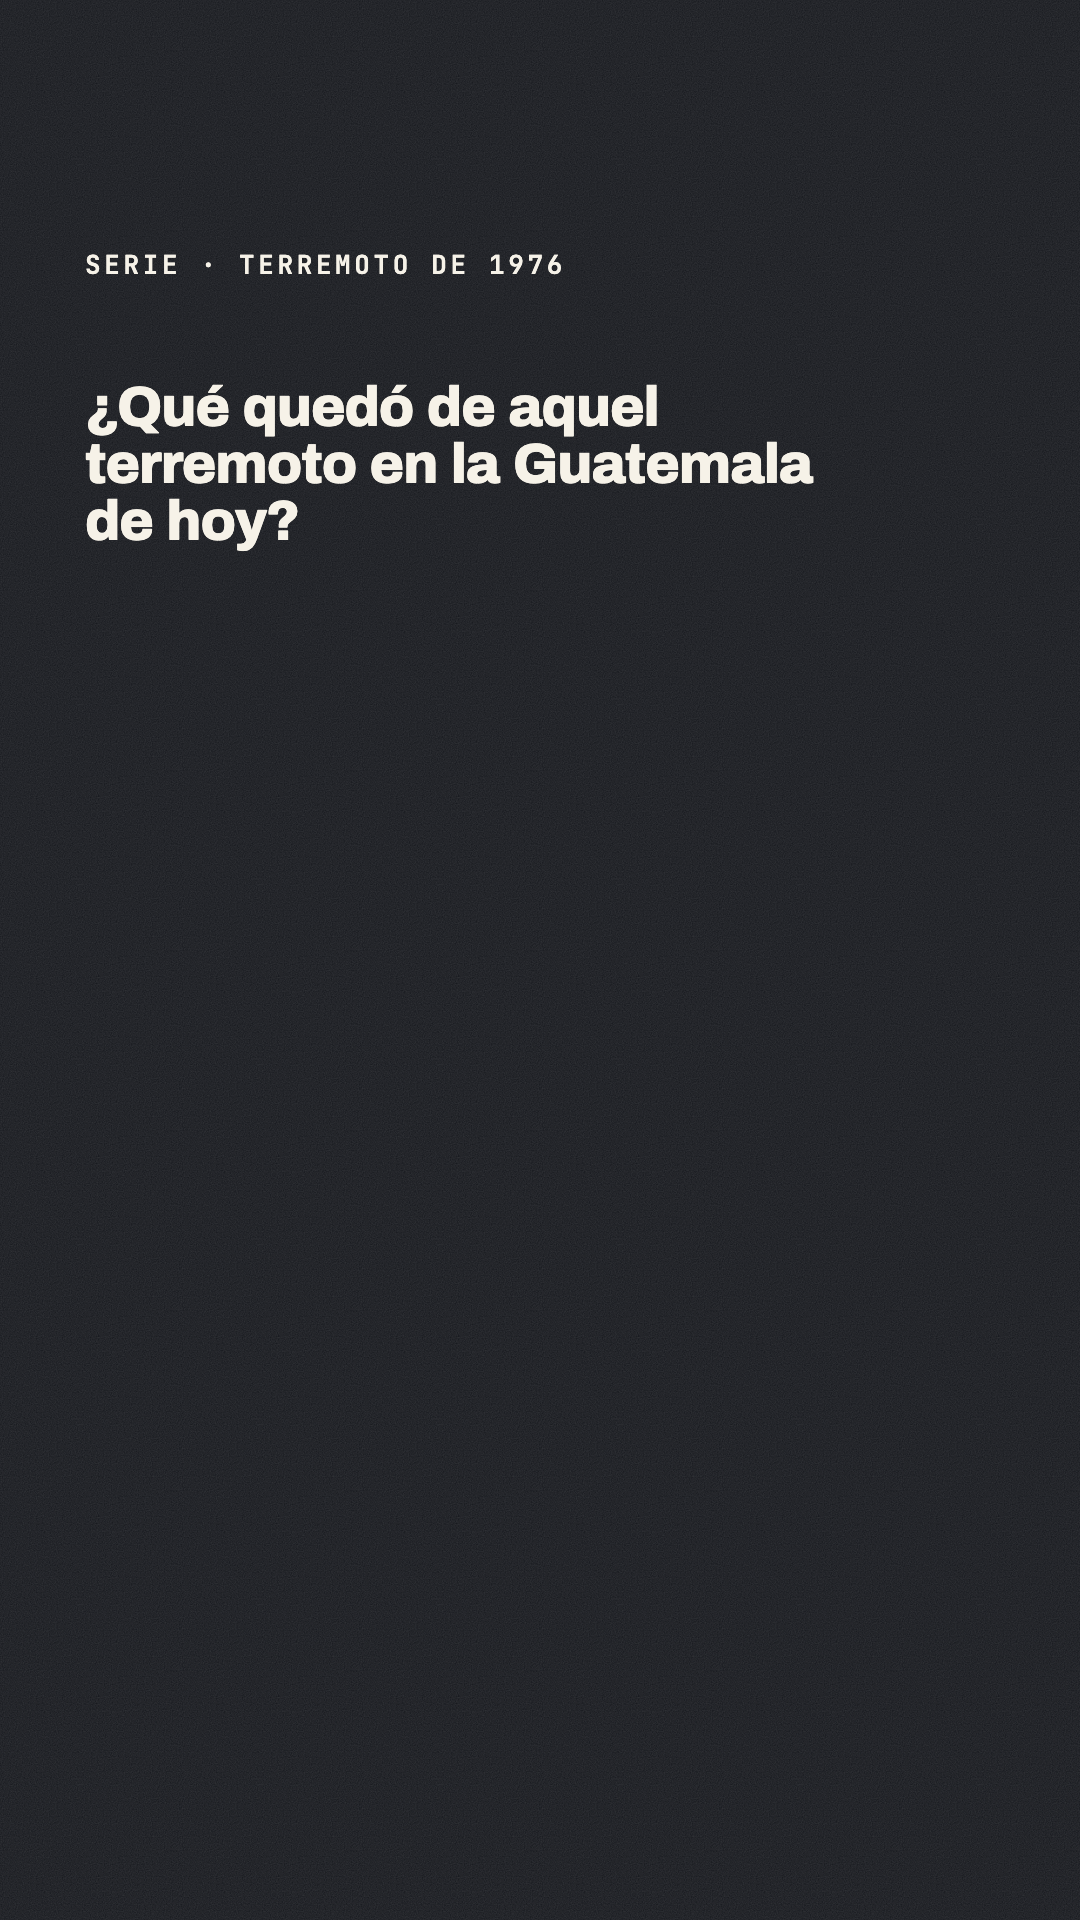 SERIE · TERREMOTO DE 1976
¿Qué quedó de aquel
terremoto en la Guatemala
de hoy?